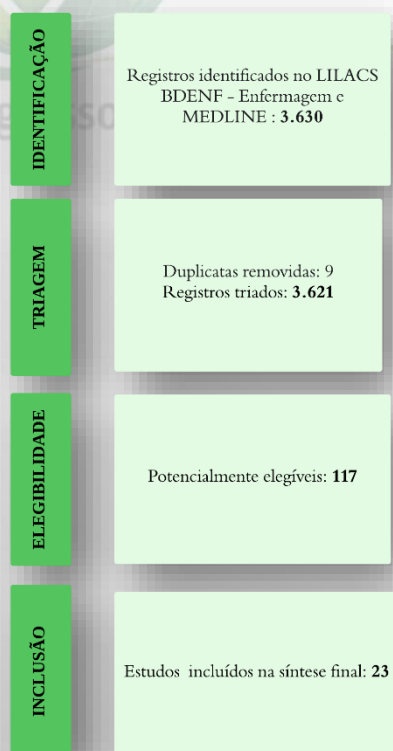 IDENTIFICAÇÃO
Registros identificados no LILACS
BDENF - Enfermagem e
MEDLINE : 3.630
TRIAGEM
Duplicatas removidas: 9
Registros triados: 3.621
ELEGIBILIDADE
Potencialmente elegíveis: 117
INCLUSÃO
Estudos incluídos na síntese final: 23